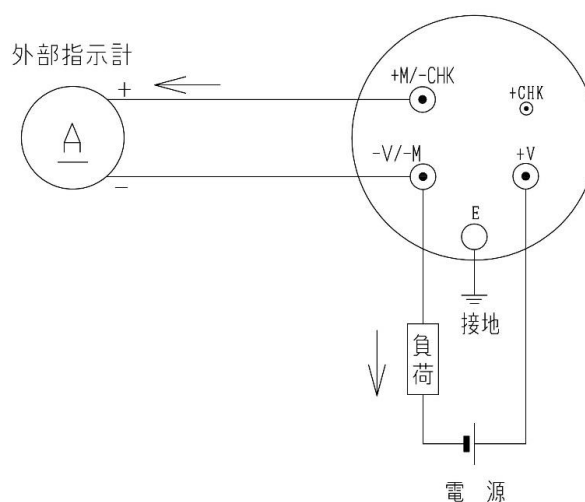 外部指示計
+
A
−
+M/-CHK
+CHK
-V/-M
+V
E
接地
負荷
電 源